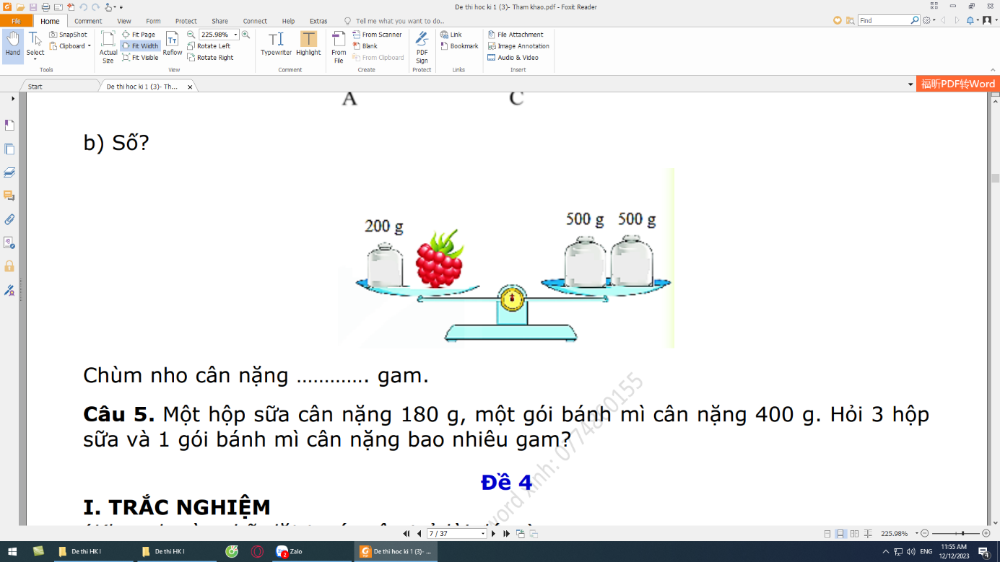 De thi hoc ki 1 (3)- Tham khao.pdf - Foxit Reader
File Home Comment View Form Protect Share Connect Help Extras Tell me what you want to do.. Find
Hand
Select
SnapShot
Clipboard
Tools
Actual Size
Fit Page
Fit Width
Fit Visible
Reflow
225.98%
Rotate Left
Rotate Right
View
Typewriter Highlight
Comment
From File
From Scanner
Blank
From Clipboard
Create
PDF Sign
Protect
Link
Bookmark
Links
File Attachment
Image Annotation
Audio & Video
Insert
Start De thi hoc ki 1 (3)- Th... 福昕PDF转Word
A C
b) Số?
200 g 500 g 500 g
Chùm nho cân nặng …………. gam.
Câu 5. Một hộp sữa cân nặng 180 g, một gói bánh mì cân nặng 400 g. Hỏi 3 hộp
sữa và 1 gói bánh mì cân nặng bao nhiêu gam?
word xinh: 0774860155
Đề 4
I. TRẮC NGHIỆM
7 / 37 225.98%
De thi HK I De thi HK I Zalo 2 De thi hoc ki 1 (3)- ... ENG 11:55 AM
12/12/2023 4